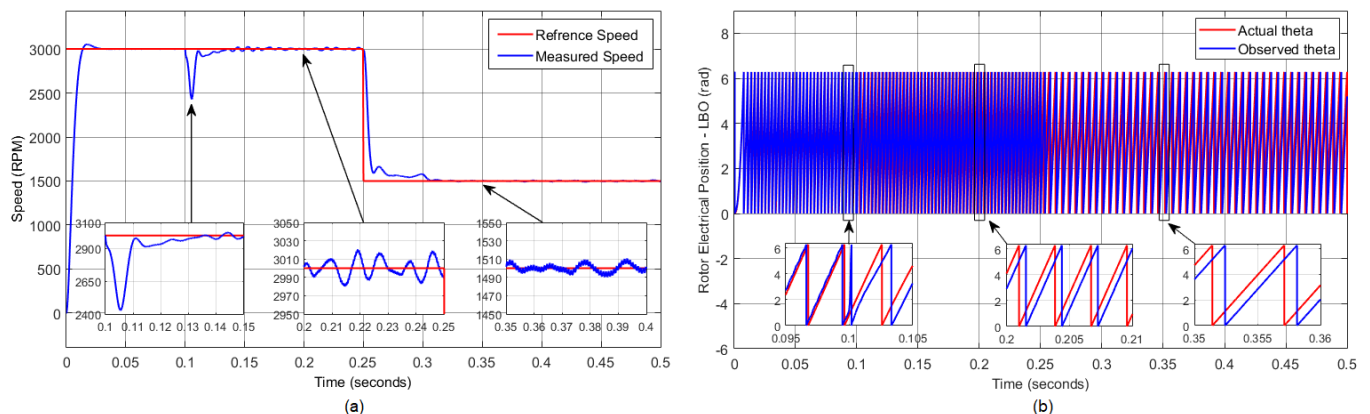 3500
3000
2500
2000
1500
1000
500
0
Speed (RPM)
Refrence Speed
Measured Speed
3100
2900
2650
2400
0.1 0.11 0.12 0.13 0.14 0.15
3050
3030
3010
2990
2970
2950
0.2 0.21 0.22 0.23 0.24 0.25
1550
1530
1510
1490
1470
1450
0.35 0.36 0.37 0.38 0.39 0.4
0 0.05 0.1 0.15 0.2 0.25 0.3 0.35 0.4 0.45 0.5
Time (seconds)
(a)
8
6
4
2
0
-2
-4
-6
Rotor Electrical Position - LBO (rad)
Actual theta
Observed theta
6
4
2
0
0.095 0.1 0.105
6
4
2
0
0.2 0.205 0.21
6
4
2
0
0.35 0.355 0.36
0 0.05 0.1 0.15 0.2 0.25 0.3 0.35 0.4 0.45 0.5
Time (seconds)
(b)